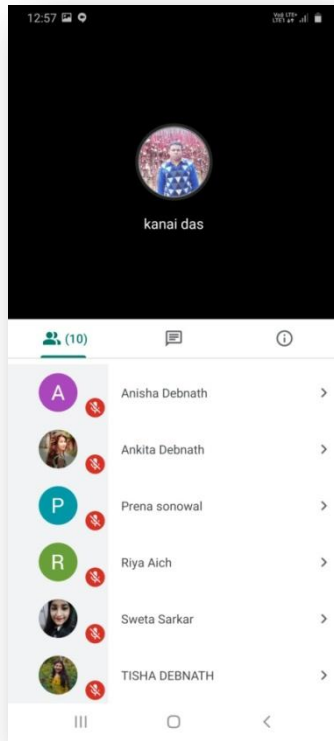 12:57
kanai das
(10)
A
Anisha Debnath
Ankita Debnath
P
Prena sonowal
R
Riya Aich
Sweta Sarkar
TISHA DEBNATH